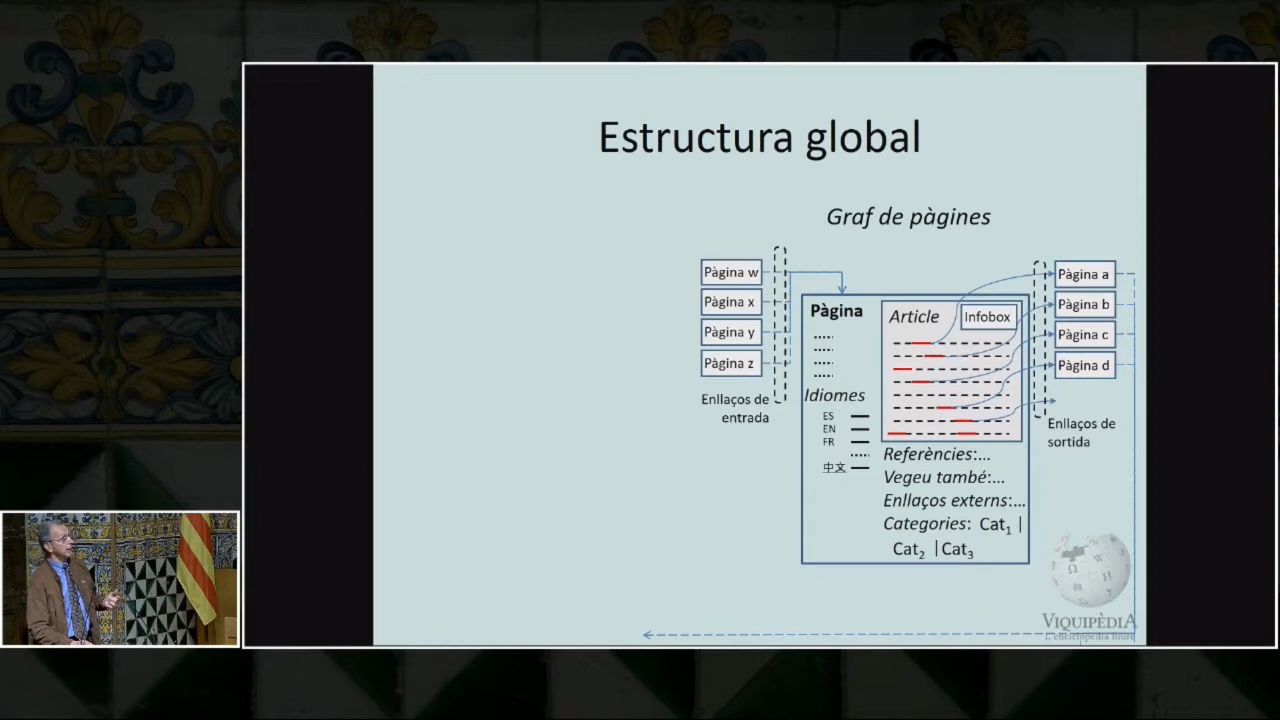 Estructura global
Graf de pàgines
Pàgina w
Pàgina x
Pàgina y
Pàgina z
Enllaços de
entrada
Pàgina
Idiomes
ES
EN
FR
中文
Article
Infobox
Referències:...
Vegeu també:...
Enllaços externs:...
Categories: Cat₁ |
Cat₂ |Cat₃
Pàgina a
Pàgina b
Pàgina c
Pàgina d
Enllaços de
sortida
VIQUIPÈDIA
L'enciclopèdia lliure